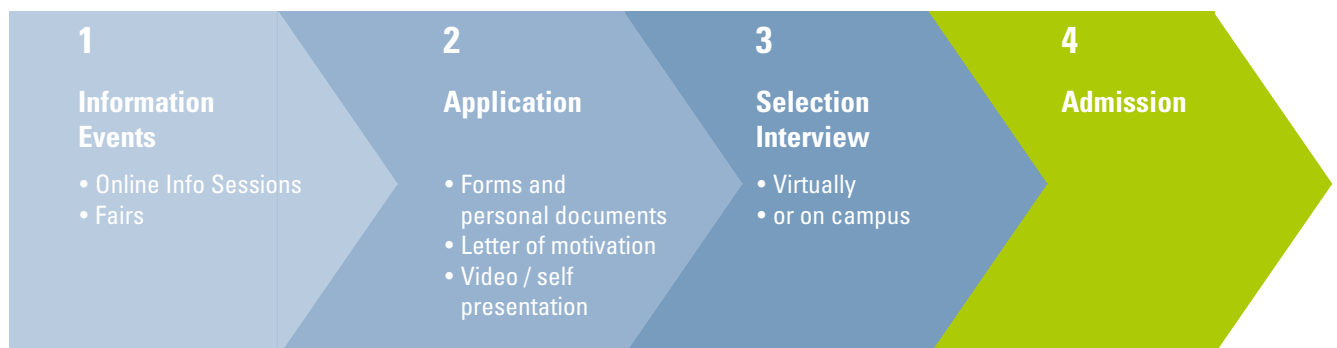 1
Information
Events
• Online Info Sessions
• Fairs
2
Application
• Forms and
personal documents
• Letter of motivation
• Video / self
presentation
3
Selection
Interview
• Virtually
• or on campus
4
Admission